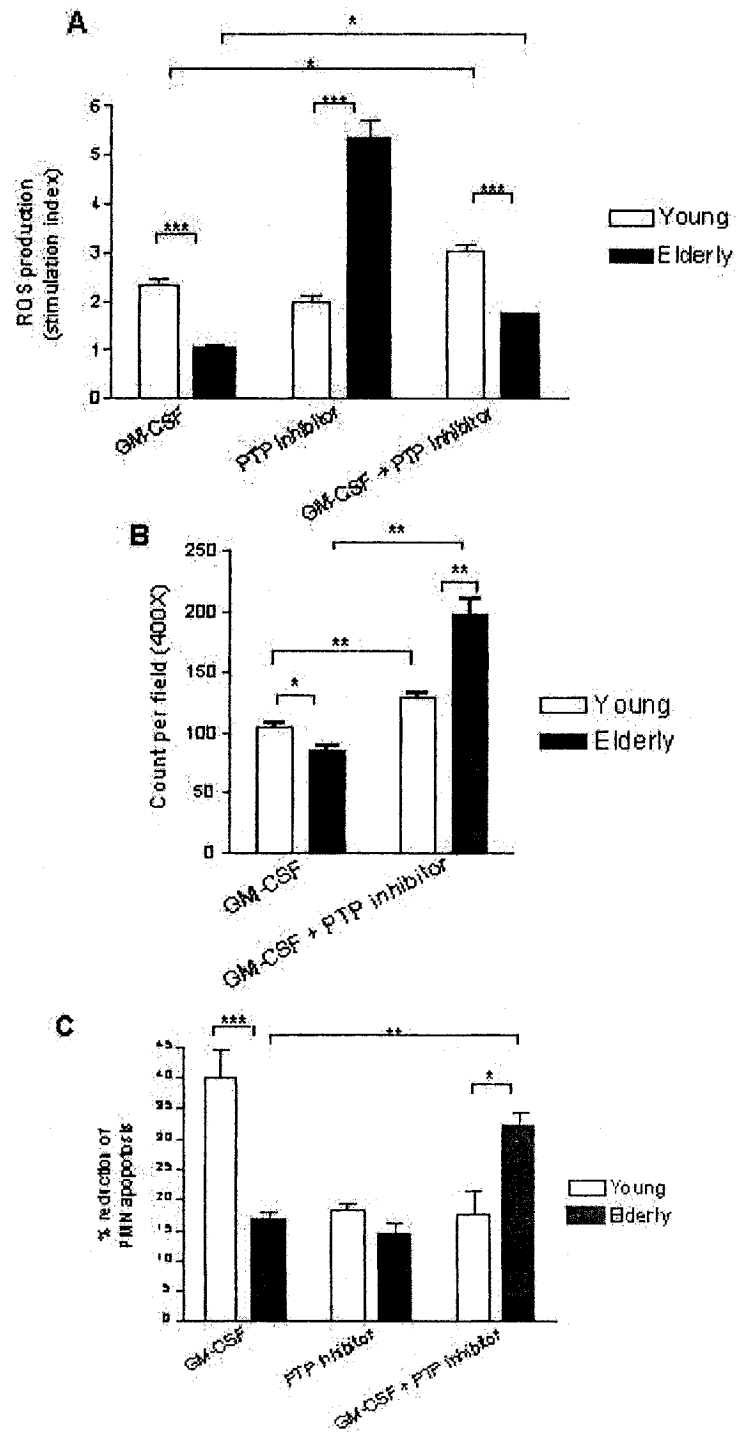 A
*
*
***
***
***
6
5
4
3
2
1
0
ROS production
(stimulation index)
Young
Elderly
GM-CSF
PTP inhibitor
GM-CSF + PTP inhibitor
B
**
**
**
*
250
200
150
100
50
0
Count per field (400X)
Young
Elderly
GM-CSF
GM-CSF + PTP inhibitor
C
***
**
*
45
40
35
30
25
20
15
10
5
0
% reduction of
PMN apoptosis
Young
Elderly
GM-CSF
PTP inhibitor
GM-CSF + PTP inhibitor